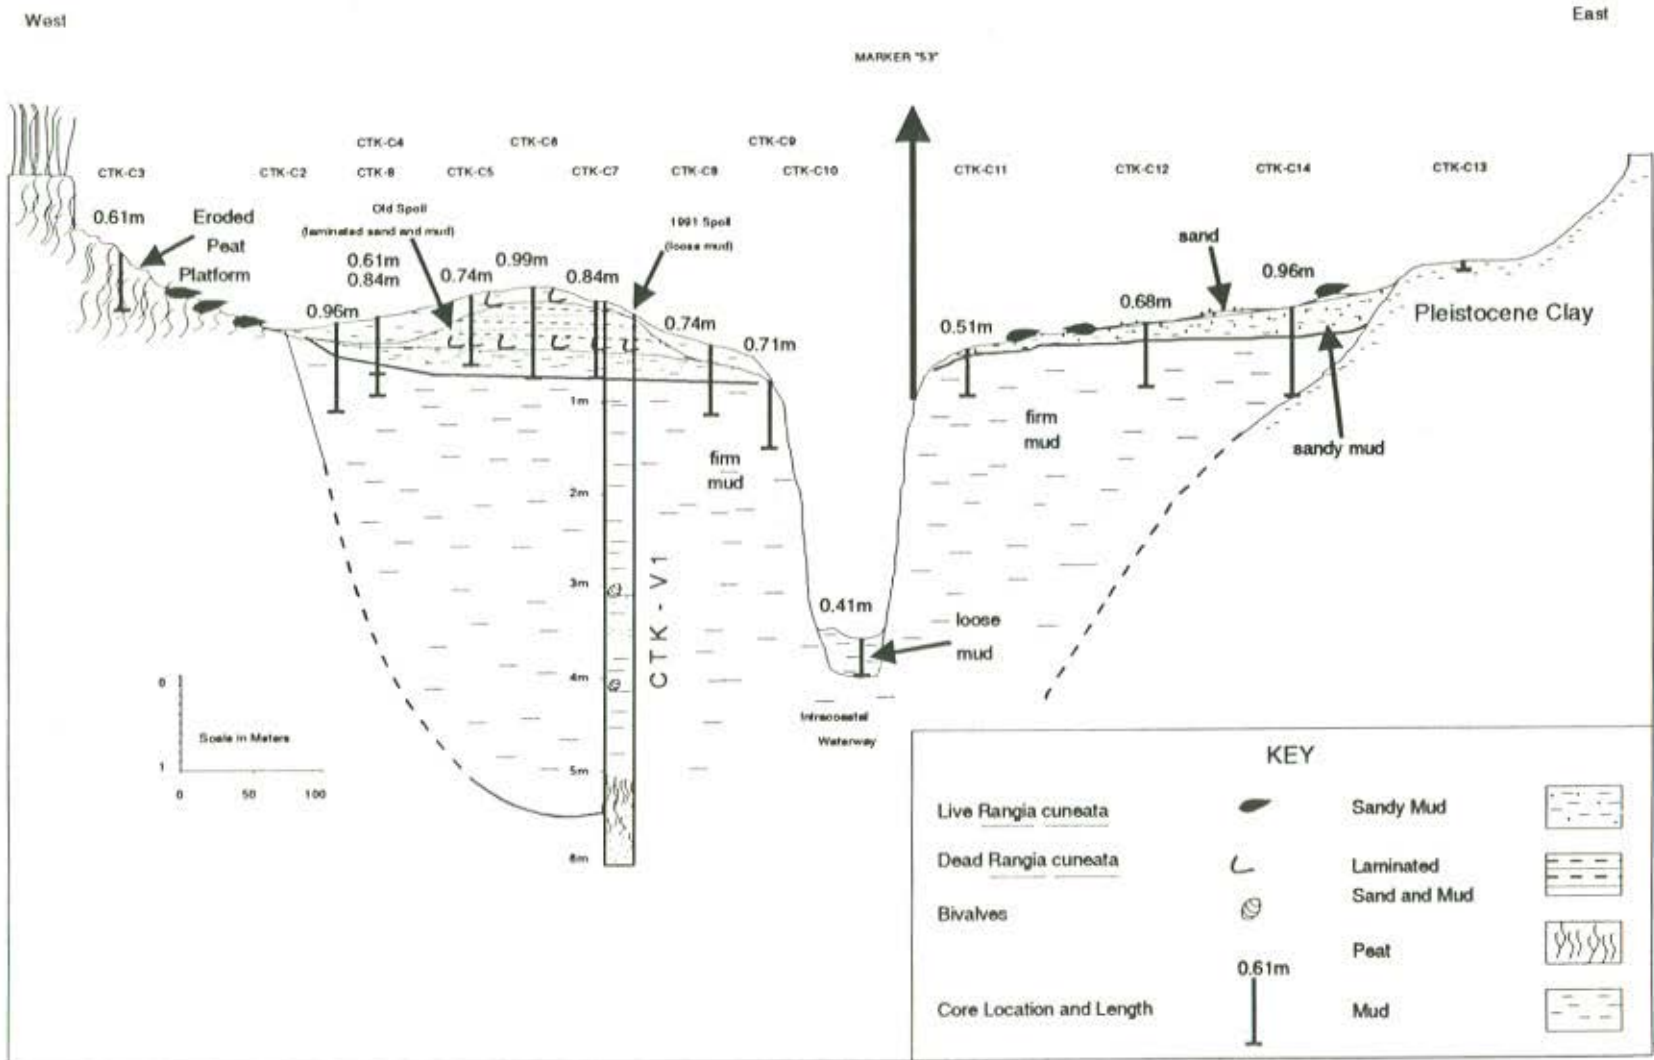 West
East
MARKER "53"
CTK-C4
CTK-C6
CTK-C9
CTK-C3
CTK-C2
CTK-8
CTK-C5
CTK-C7
CTK-C8
CTK-C10
CTK-C11
CTK-C12
CTK-C14
CTK-C13
0.61m
Eroded
Peat
Platform
Old Spoil
(laminated sand and mud)
1991 Spoil
(loose mud)
sand
0.61m
0.84m
0.96m
0.74m
0.99m
0.84m
0.74m
0.71m
0.51m
0.68m
0.96m
Pleistocene Clay
1m
firm
mud
firm
mud
sandy mud
2m
3m
CTK - V1
0.41m
loose
mud
4m
0
Scale in Meters
1
0 50 100
Intracoastal
Waterway
5m
6m
KEY
Live Rangia cuneata
Sandy Mud
Dead Rangia cuneata
Laminated
Sand and Mud
Bivalves
Peat
0.61m
Core Location and Length
Mud